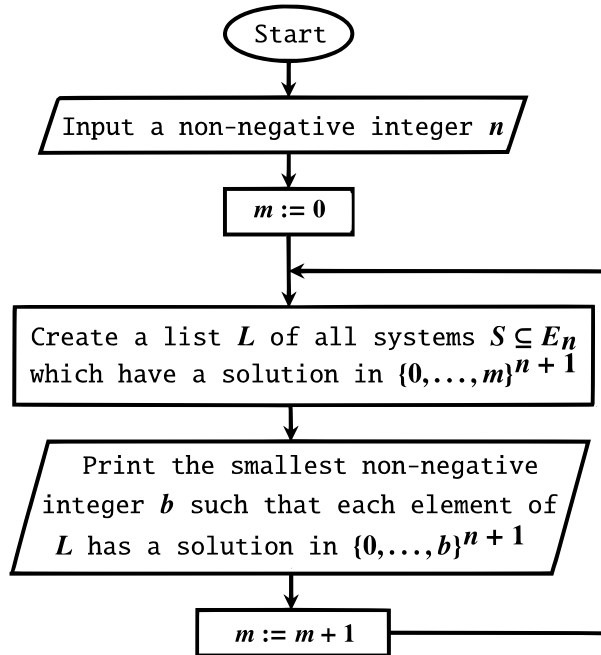 Start
Input a non-negative integer n
m := 0
Create a list L of all systems S ⊆ Eₙ
which have a solution in {0, . . . , m}ⁿ ⁺ ¹
Print the smallest non-negative
integer b such that each element of
L has a solution in {0, . . . , b}ⁿ ⁺ ¹
m := m + 1